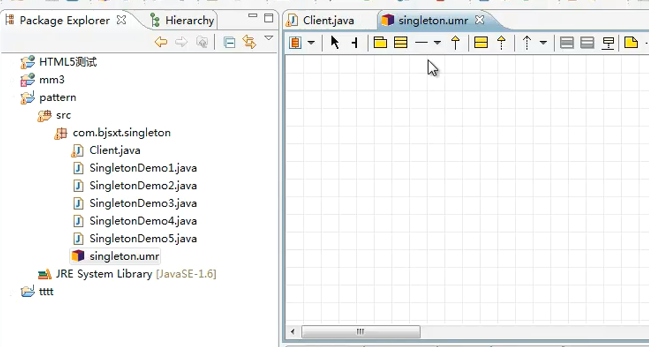 Package Explorer
Hierarchy
HTML5测试
mm3
pattern
src
com.bjsxt.singleton
Client.java
SingletonDemo1.java
SingletonDemo2.java
SingletonDemo3.java
SingletonDemo4.java
SingletonDemo5.java
singleton.umr
JRE System Library [JavaSE-1.6]
tttt
Client.java
singleton.umr